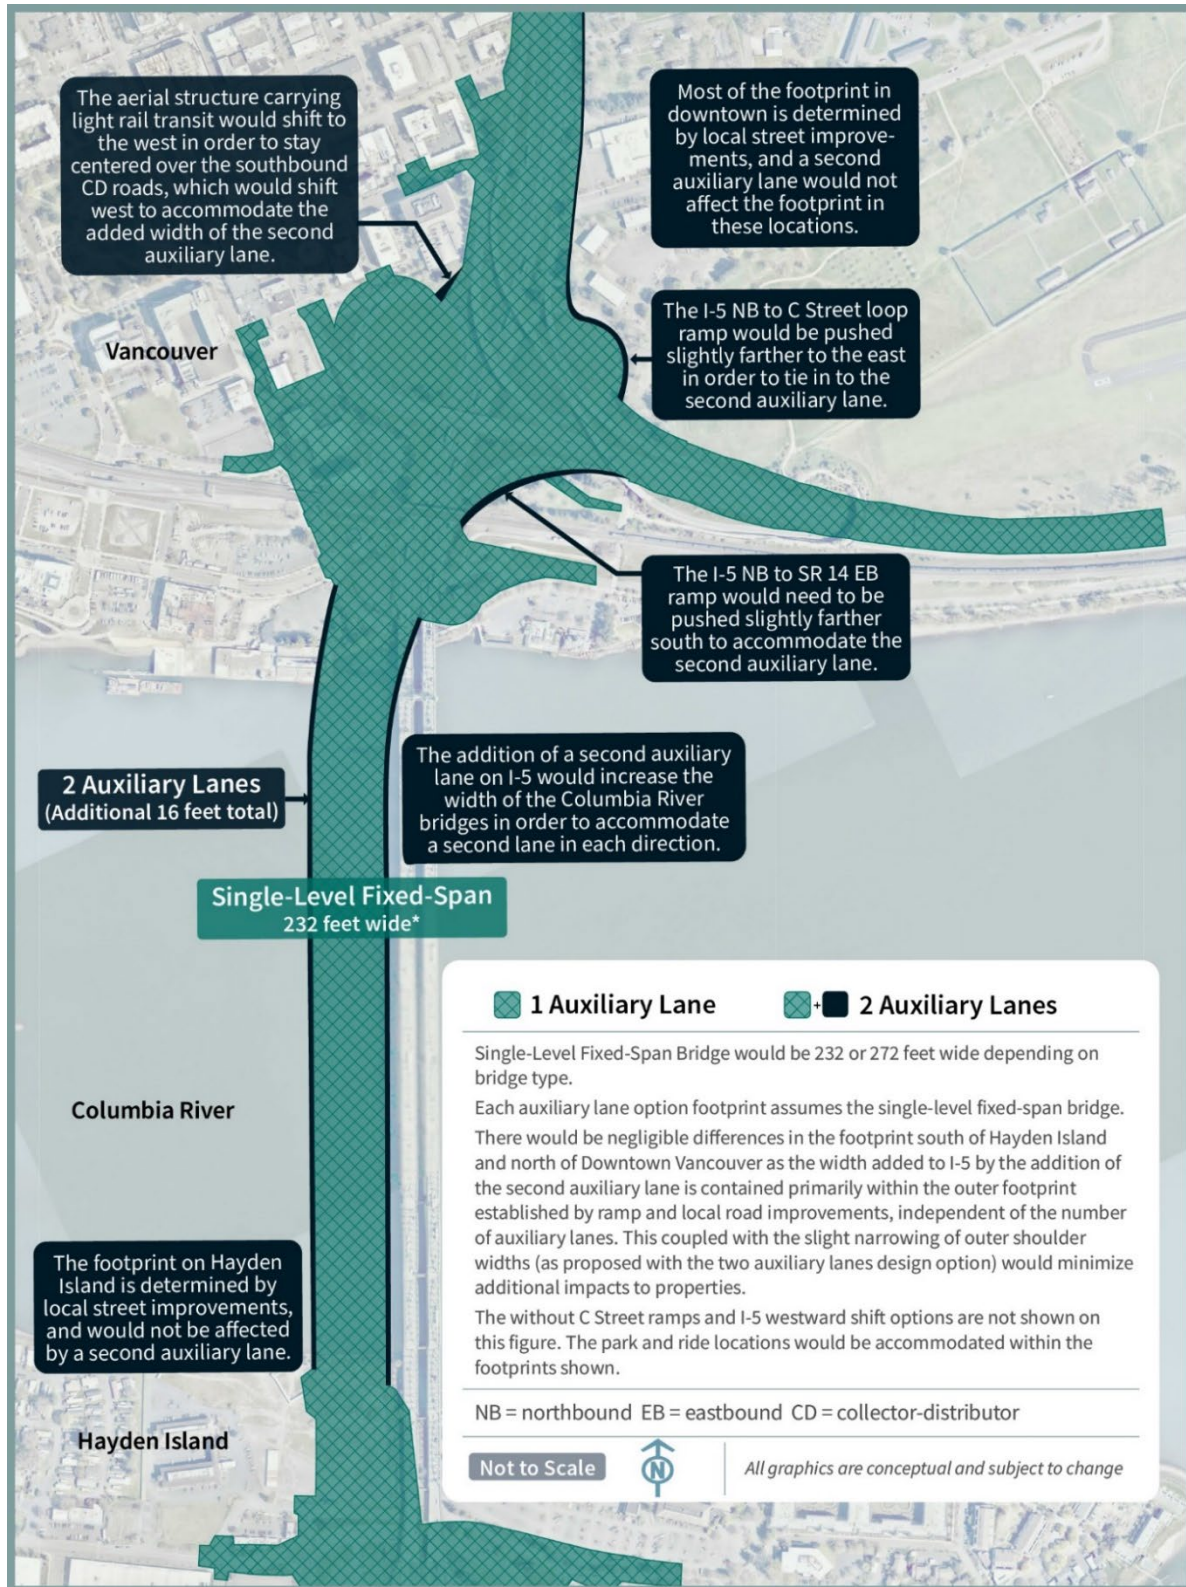 The aerial structure carrying
light rail transit would shift to
the west in order to stay
centered over the southbound
CD roads, which would shift
west to accommodate the
added width of the second
auxiliary lane.
Most of the footprint in
downtown is determined
by local street improve-
ments, and a second
auxiliary lane would not
affect the footprint in
these locations.
Vancouver
The I-5 NB to C Street loop
ramp would be pushed
slightly farther to the east
in order to tie in to the
second auxiliary lane.
The I-5 NB to SR 14 EB
ramp would need to be
pushed slightly farther
south to accommodate the
second auxiliary lane.
The addition of a second auxiliary
lane on I-5 would increase the
width of the Columbia River
bridges in order to accommodate
a second lane in each direction.
2 Auxiliary Lanes
(Additional 16 feet total)
Single-Level Fixed-Span
232 feet wide*
Columbia River
The footprint on Hayden
Island is determined by
local street improvements,
and would not be affected
by a second auxiliary lane.
Hayden Island
1 Auxiliary Lane + 2 Auxiliary Lanes
Single-Level Fixed-Span Bridge would be 232 or 272 feet wide depending on
bridge type.
Each auxiliary lane option footprint assumes the single-level fixed-span bridge.
There would be negligible differences in the footprint south of Hayden Island
and north of Downtown Vancouver as the width added to I-5 by the addition of
the second auxiliary lane is contained primarily within the outer footprint
established by ramp and local road improvements, independent of the number
of auxiliary lanes. This coupled with the slight narrowing of outer shoulder
widths (as proposed with the two auxiliary lanes design option) would minimize
additional impacts to properties.
The without C Street ramps and I-5 westward shift options are not shown on
this figure. The park and ride locations would be accommodated within the
footprints shown.
NB = northbound EB = eastbound CD = collector-distributor
Not to Scale
N
All graphics are conceptual and subject to change